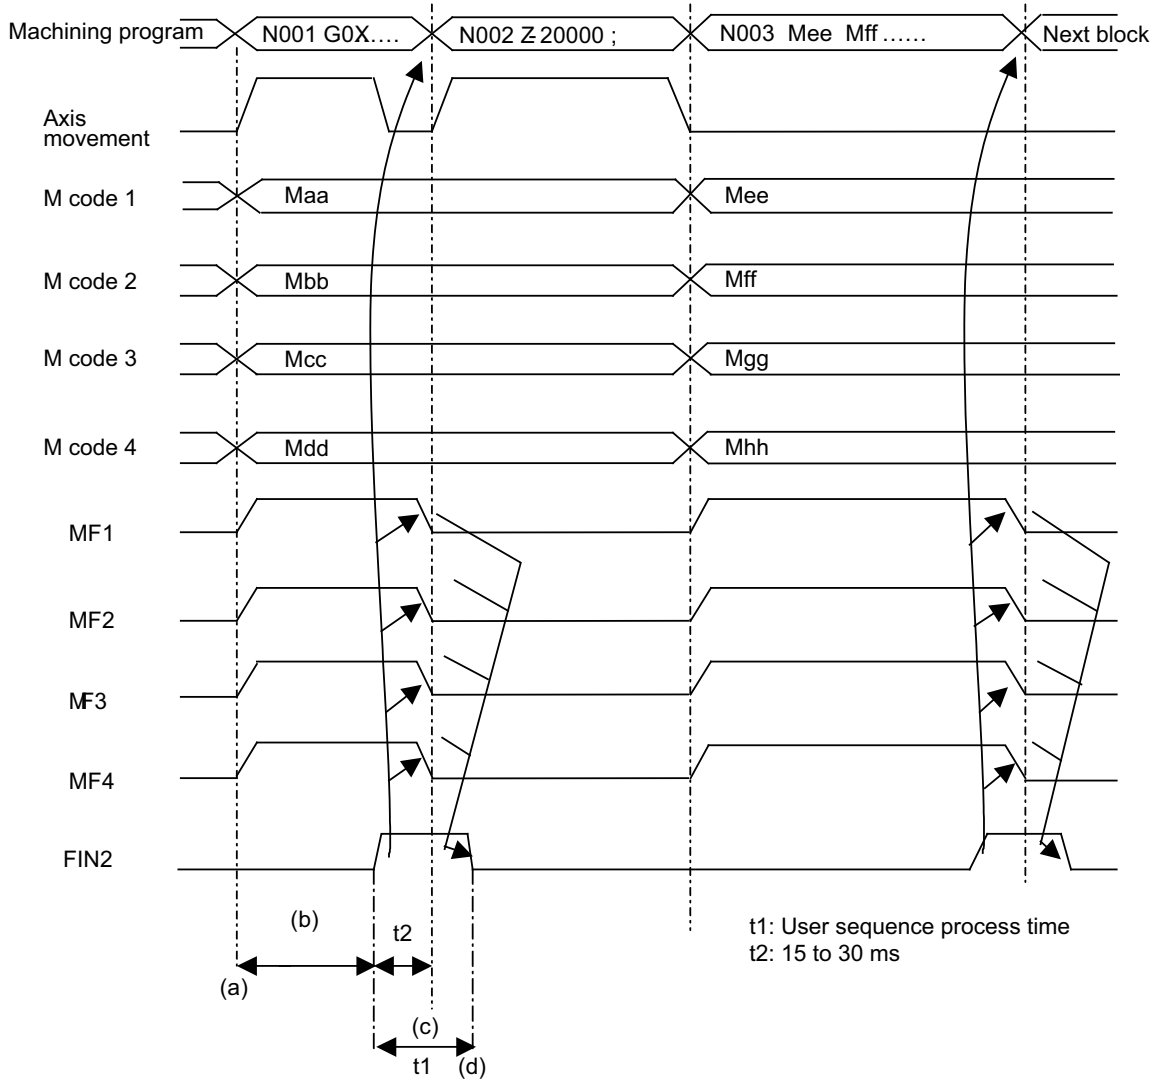 Machining program
N001 G0X....
N002 Z-20000 ;
N003 Mee Mff ......
Next block
Axis
movement
M code 1
Maa
Mee
M code 2
Mbb
Mff
M code 3
Mcc
Mgg
M code 4
Mdd
Mhh
MF1
MF2
MF3
MF4
FIN2
(b)
t2
t1: User sequence process time
t2: 15 to 30 ms
(a)
(c)
t1
(d)